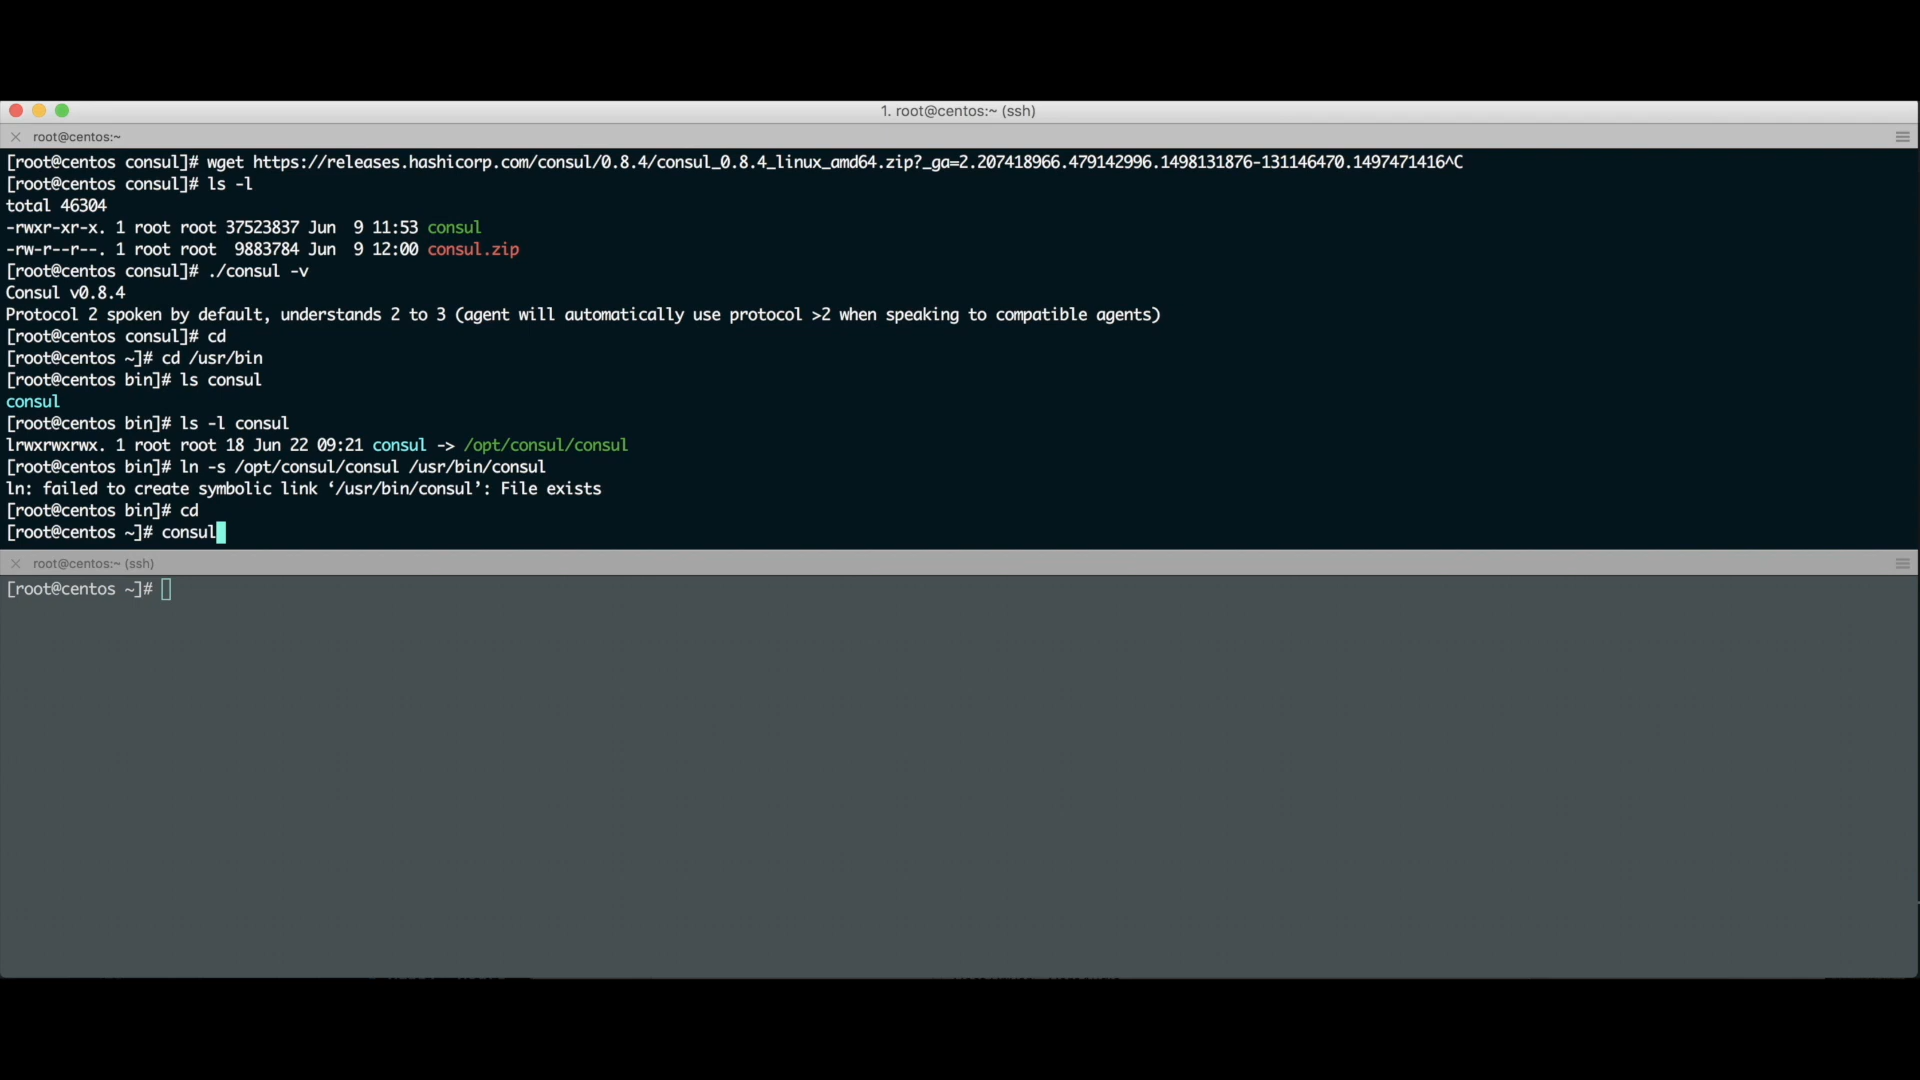 1. root@centos:~ (ssh)
root@centos:~
[root@centos consul]# wget https://releases.hashicorp.com/consul/0.8.4/consul_0.8.4_linux_amd64.zip?_ga=2.207418966.479142996.1498131876-131146470.1497471416^C
[root@centos consul]# ls -l
total 46304
-rwxr-xr-x. 1 root root 37523837 Jun  9 11:53 consul
-rw-r--r--. 1 root root  9883784 Jun  9 12:00 consul.zip
[root@centos consul]# ./consul -v
Consul v0.8.4
Protocol 2 spoken by default, understands 2 to 3 (agent will automatically use protocol >2 when speaking to compatible agents)
[root@centos consul]# cd
[root@centos ~]# cd /usr/bin
[root@centos bin]# ls consul
consul
[root@centos bin]# ls -l consul
lrwxrwxrwx. 1 root root 18 Jun 22 09:21 consul -> /opt/consul/consul
[root@centos bin]# ln -s /opt/consul/consul /usr/bin/consul
ln: failed to create symbolic link ‘/usr/bin/consul’: File exists
[root@centos bin]# cd
[root@centos ~]# consul
root@centos:~ (ssh)
[root@centos ~]#